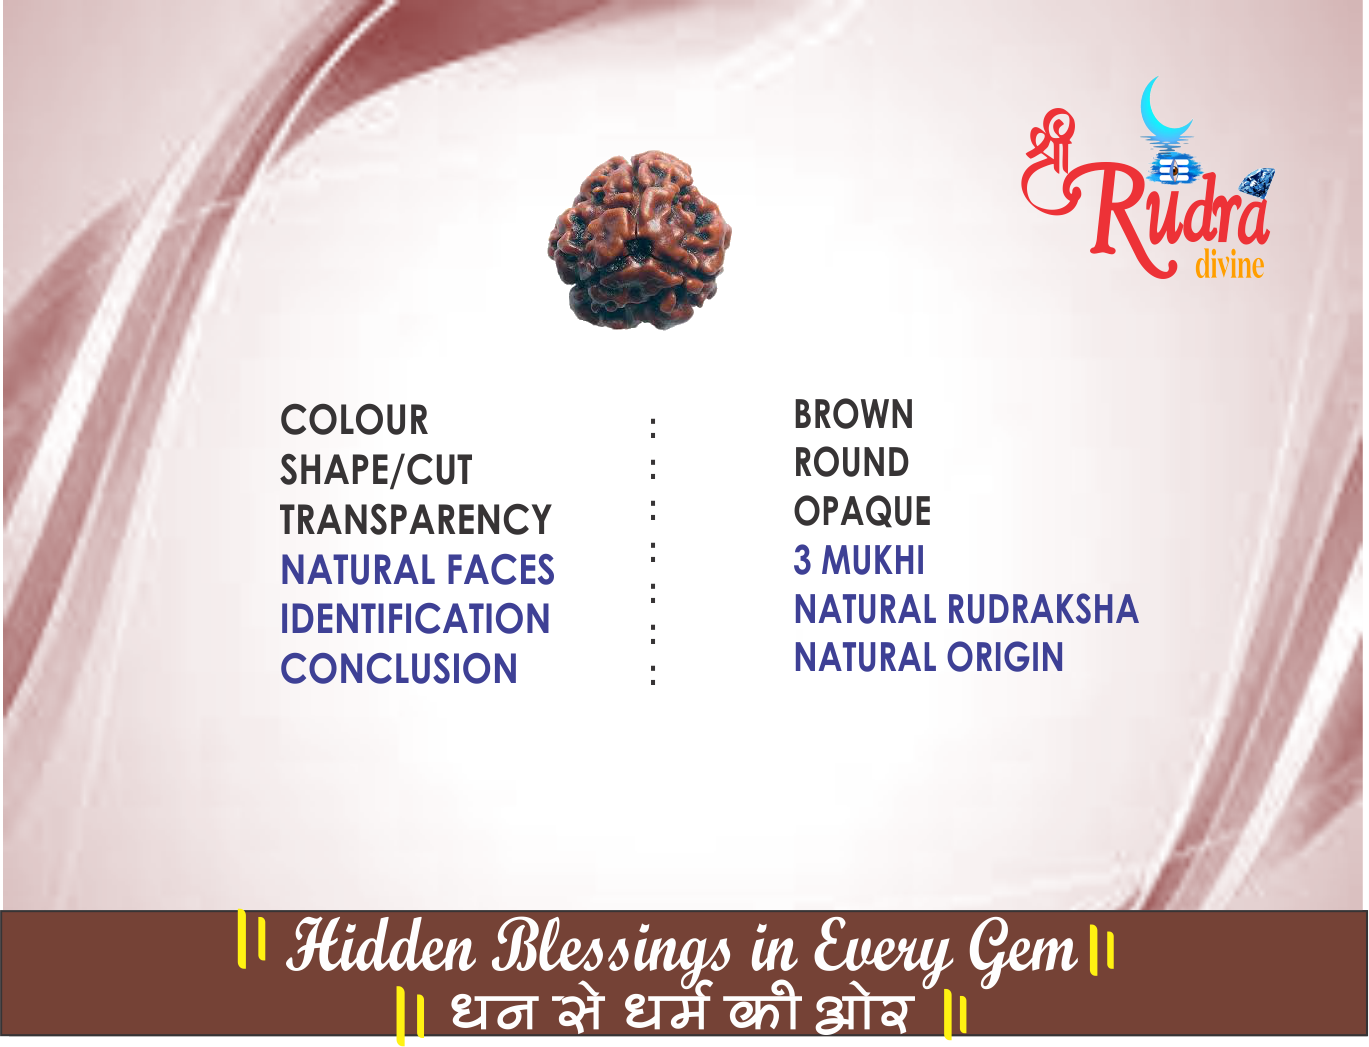 श्री
Rudra
divine
COLOUR : BROWN
SHAPE/CUT : ROUND
TRANSPARENCY : OPAQUE
NATURAL FACES : 3 MUKHI
IDENTIFICATION : NATURAL RUDRAKSHA
CONCLUSION : NATURAL ORIGIN
:
॥ Hidden Blessings in Every Gem ॥
॥ धन से धर्म की ओर ॥